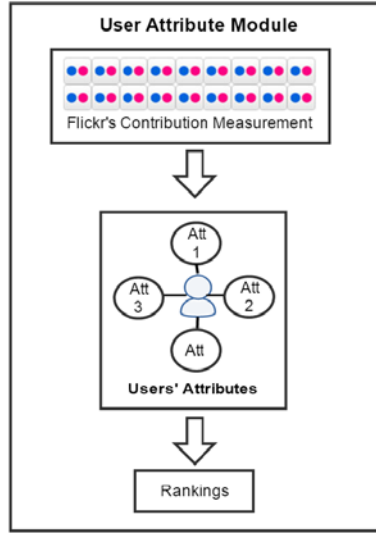 User Attribute Module
Flickr's Contribution Measurement
Att
1
Att
3
Att
2
Att
Users' Attributes
Rankings